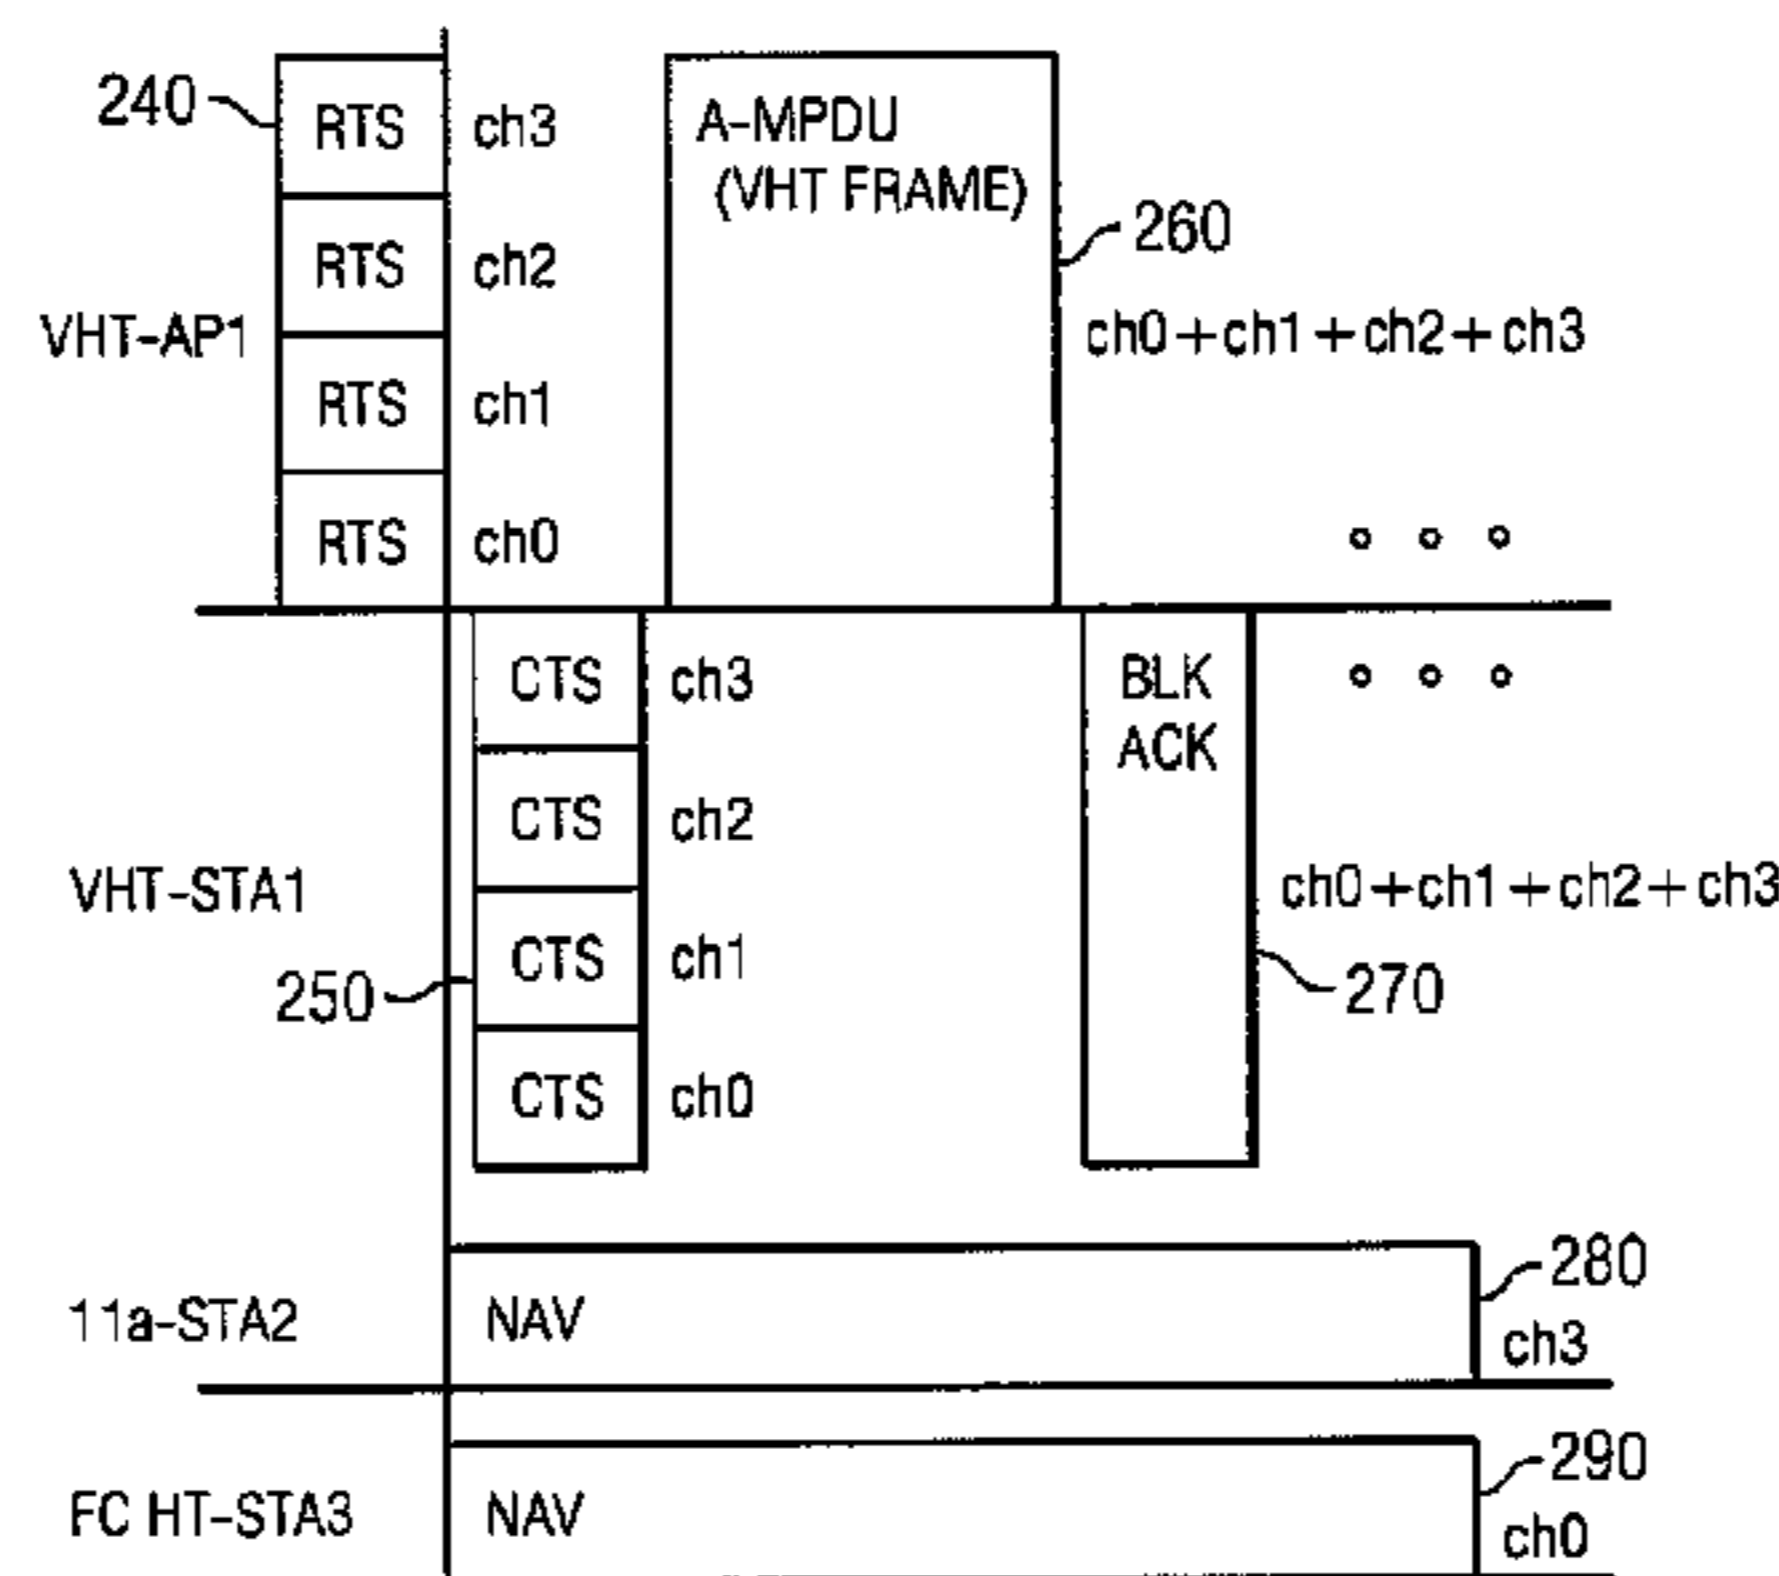 240
RTS ch3
A-MPDU
(VHT FRAME)
RTS ch2
260
VHT-AP1
ch0+ch1+ch2+ch3
RTS ch1
RTS ch0
CTS ch3
BLK
ACK
CTS ch2
VHT-STA1
ch0+ch1+ch2+ch3
CTS ch1
250
270
CTS ch0
280
11a-STA2
NAV
ch3
290
FC HT-STA3
NAV
ch0